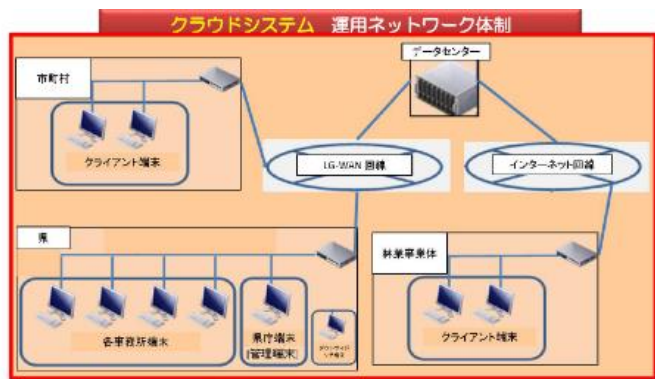 クラウドシステム 運用ネットワーク体制
データセンター
市町村
クライアント端末
LG-WAN 回線
インターネット回線
県
各事務所端末
県庁端末
[管理端末]
林業事業体
クライアント端末